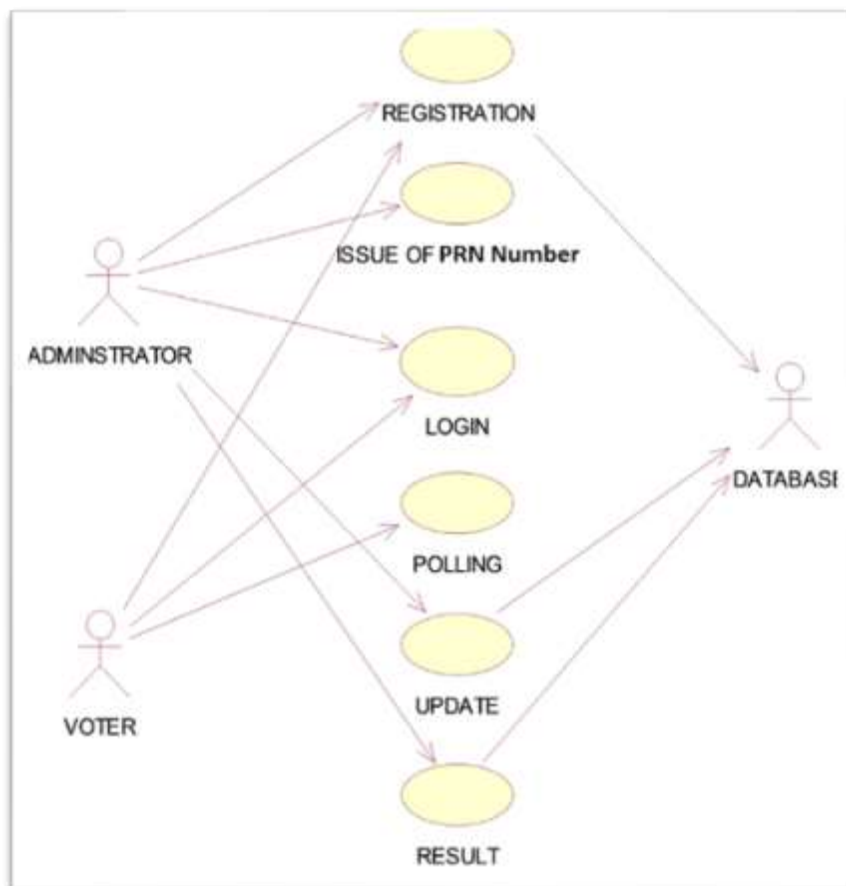 REGISTRATION
ISSUE OF PRN Number
ADMINSTRATOR
LOGIN
DATABASE
POLLING
UPDATE
VOTER
RESULT